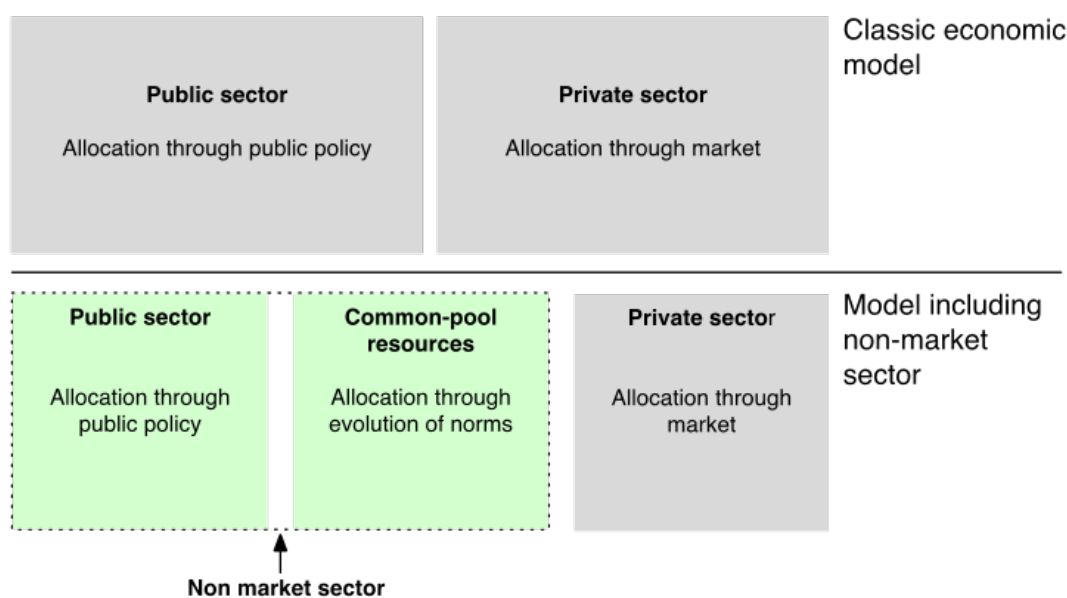 Public sector
Allocation through public policy
Private sector
Allocation through market
Classic economic
model
Public sector
Allocation through
public policy
Common-pool
resources
Allocation through
evolution of norms
Private sector
Allocation through
market
Model including
non-market
sector
Non market sector